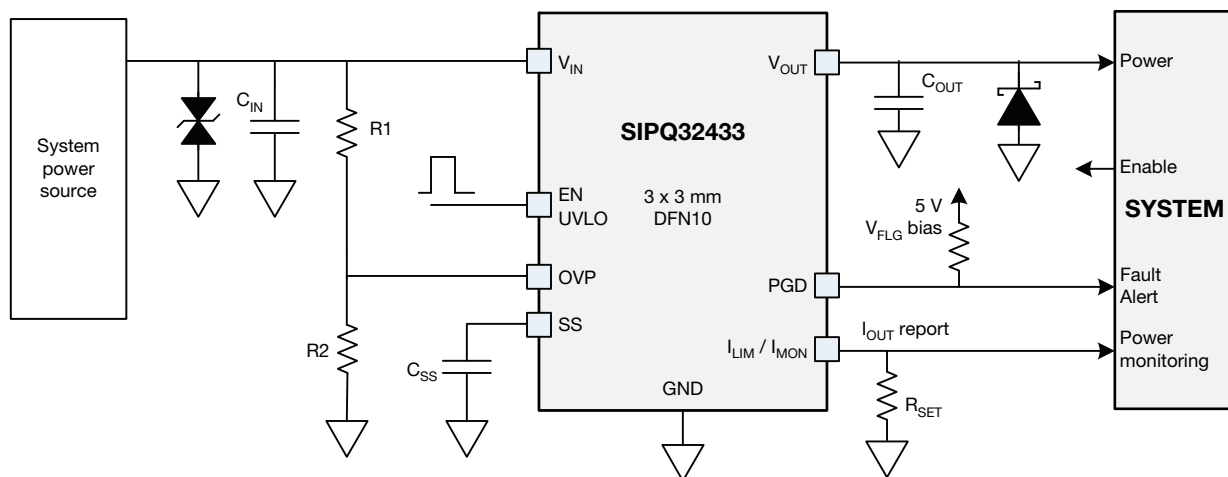 System
power
source
C_IN
R1
R2
C_SS
V_IN
EN
UVLO
OVP
SS
SIPQ32433
3 x 3 mm
DFN10
GND
V_OUT
PGD
I_LIM / I_MON
C_OUT
5 V
V_FLG bias
I_OUT report
R_SET
Power
Enable
SYSTEM
Fault
Alert
Power
monitoring